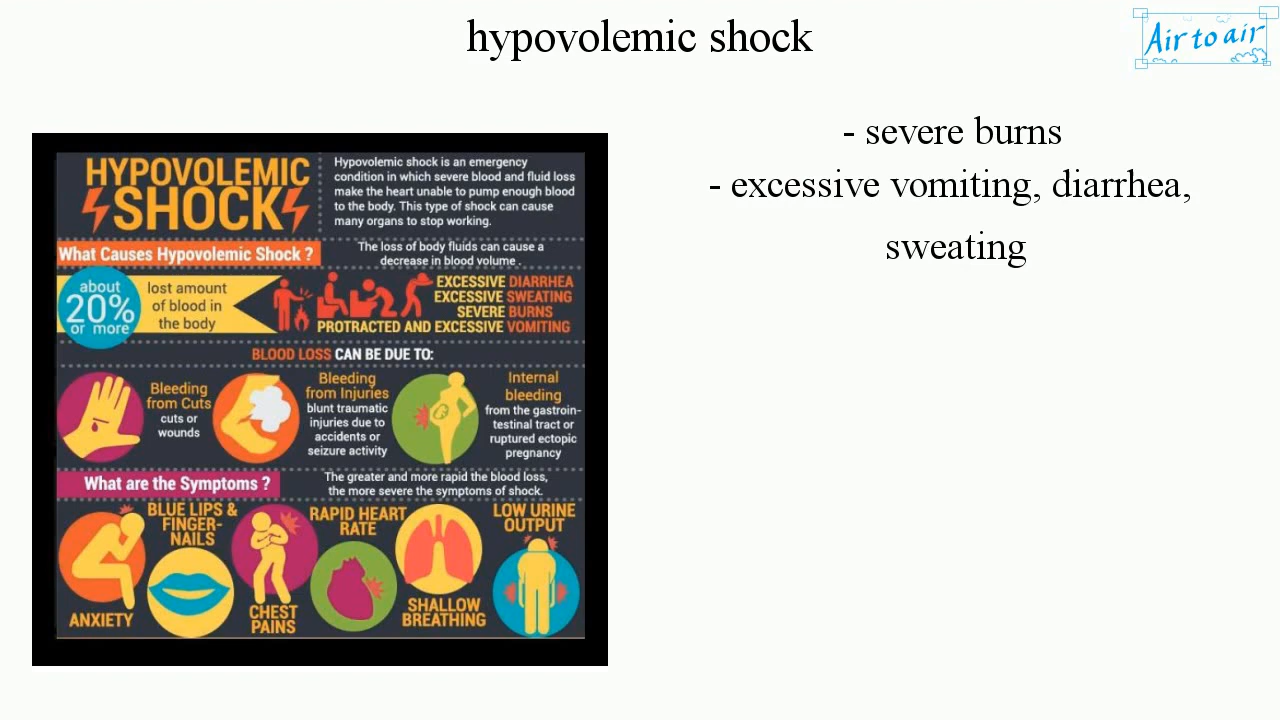 hypovolemic shock
Air to air
- severe burns
- excessive vomiting, diarrhea,
sweating
HYPOVOLEMIC
SHOCK
Hypovolemic shock is an emergency
condition in which severe blood and fluid loss
make the heart unable to pump enough blood
to the body. This type of shock can cause
many organs to stop working.
What Causes Hypovolemic Shock ?
The loss of body fluids can cause a
decrease in blood volume .
about
20%
or more
lost amount
of blood in
the body
EXCESSIVE DIARRHEA
EXCESSIVE SWEATING
SEVERE BURNS
PROTRACTED AND EXCESSIVE VOMITING
BLOOD LOSS CAN BE DUE TO:
Bleeding
from Cuts
cuts or
wounds
Bleeding
from Injuries
blunt traumatic
injuries due to
accidents or
seizure activity
Internal
bleeding
from the gastroin-
testinal tract or
ruptured ectopic
pregnancy
What are the Symptoms ?
The greater and more rapid the blood loss,
the more severe the symptoms of shock.
ANXIETY
BLUE LIPS &
FINGER-
NAILS
CHEST
PAINS
RAPID HEART
RATE
SHALLOW
BREATHING
LOW URINE
OUTPUT